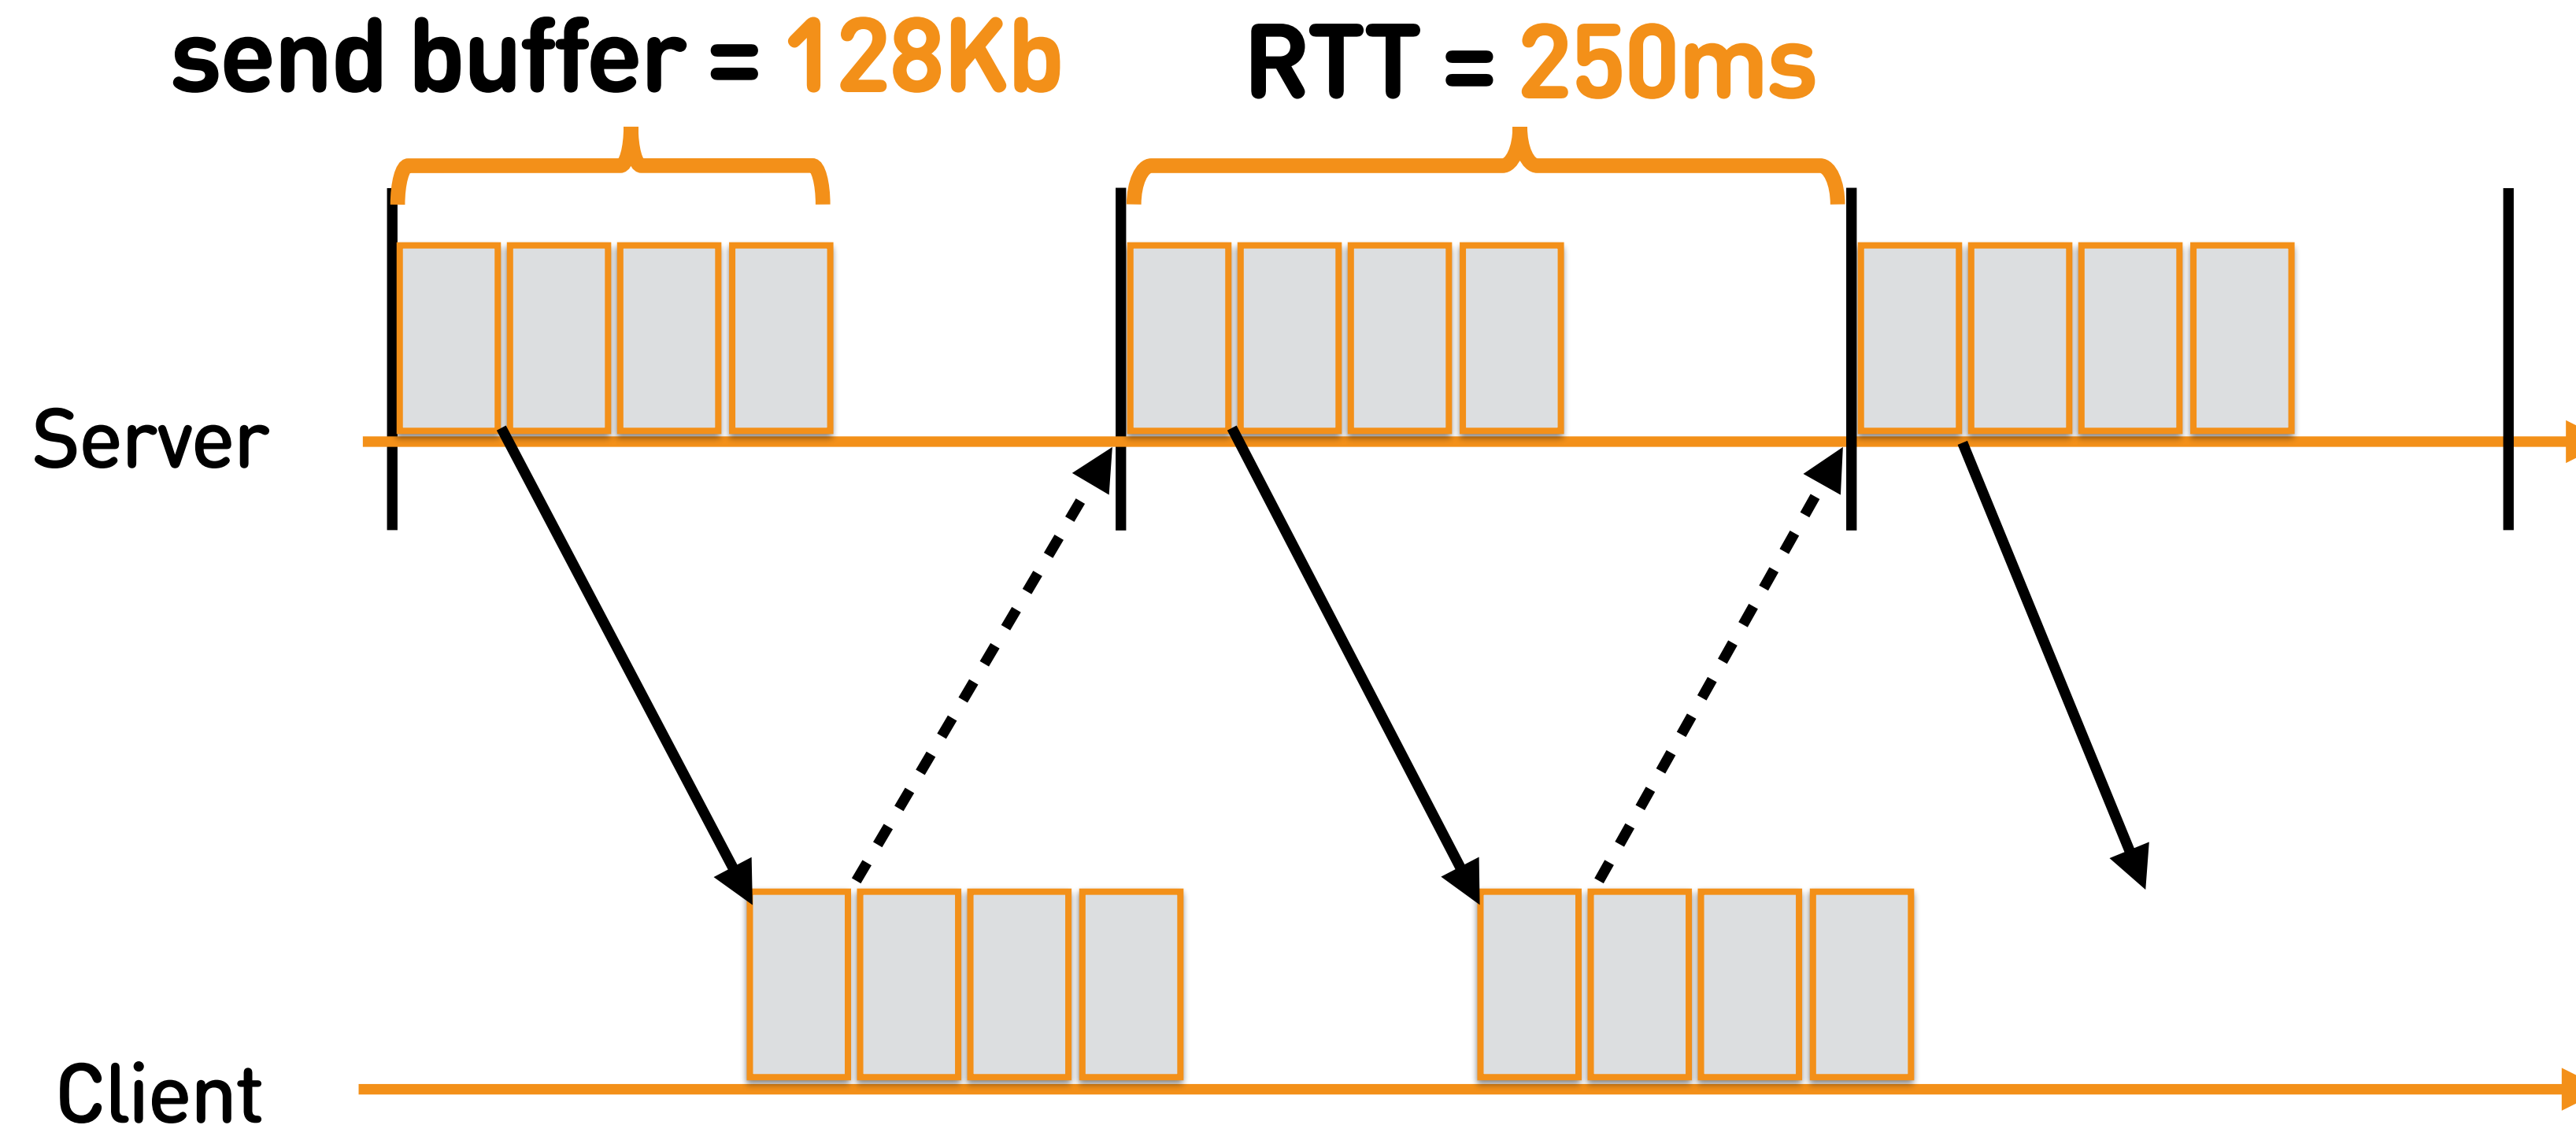 send buffer = 128Kb
RTT = 250ms
Server
Client